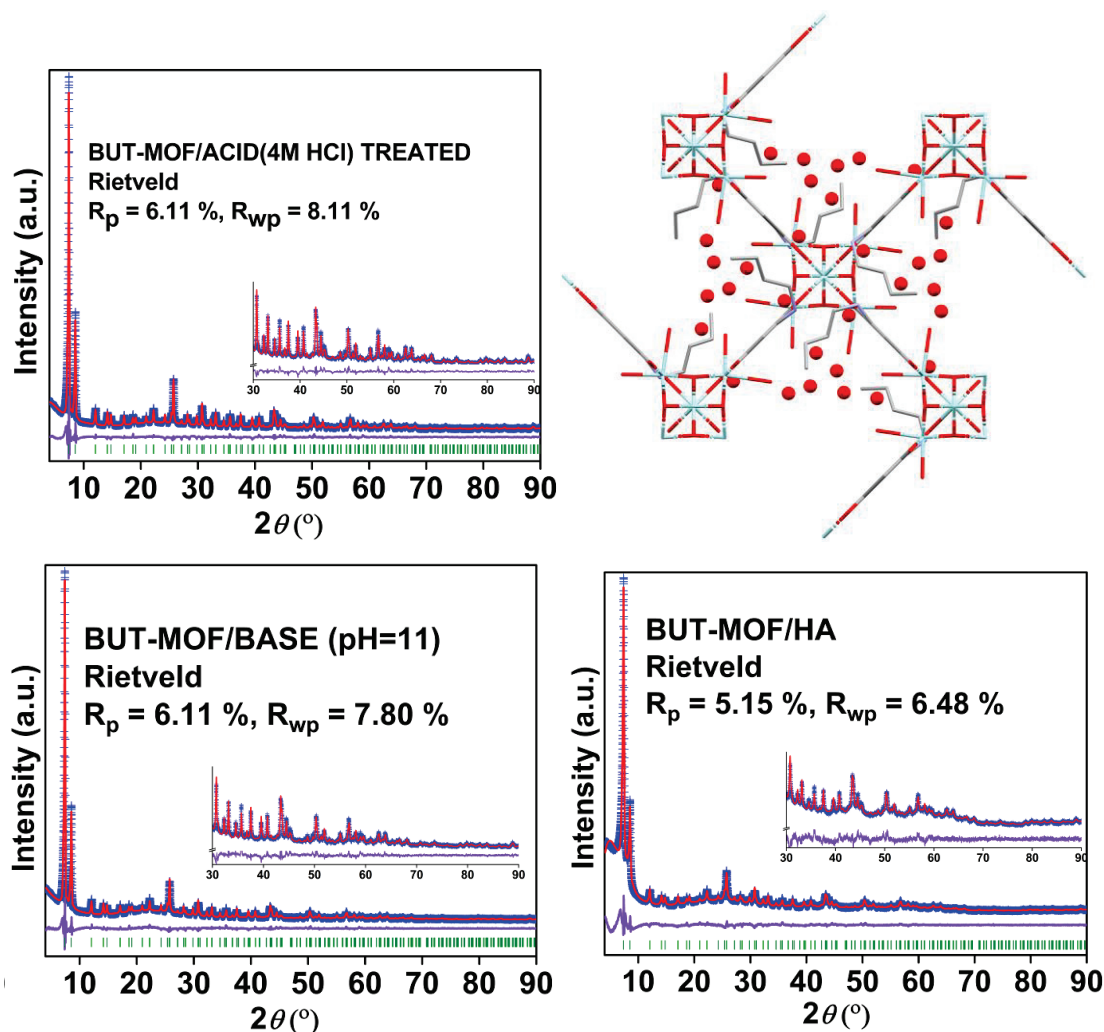 BUT-MOF/ACID(4M HCl) TREATED
Rietveld
Rp = 6.11 %, Rwp = 8.11 %
Intensity (a.u.)
30 40 50 60 70 80 90
10 20 30 40 50 60 70 80 90
2θ (º)
BUT-MOF/BASE (pH=11)
Rietveld
Rp = 6.11 %, Rwp = 7.80 %
Intensity (a.u.)
30 40 50 60 70 80 90
10 20 30 40 50 60 70 80 90
2θ (º)
BUT-MOF/HA
Rietveld
Rp = 5.15 %, Rwp = 6.48 %
Intensity (a.u.)
30 40 50 60 70 80 90
10 20 30 40 50 60 70 80 90
2θ (º)